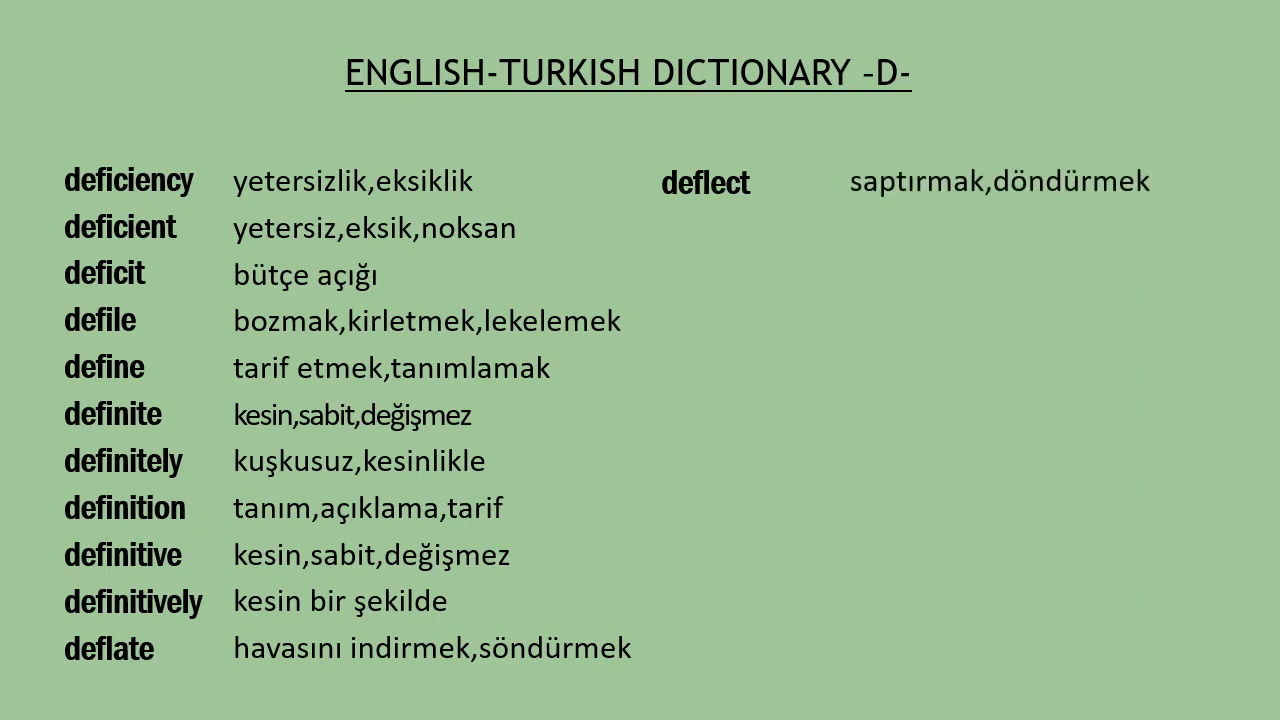 ENGLISH-TURKISH DICTIONARY –D-
deficiency yetersizlik,eksiklik
deficient yetersiz,eksik,noksan
deficit bütçe açığı
defile bozmak,kirletmek,lekelemek
define tarif etmek,tanımlamak
definite kesin,sabit,değişmez
definitely kuşkusuz,kesinlikle
definition tanım,açıklama,tarif
definitive kesin,sabit,değişmez
definitively kesin bir şekilde
deflate havasını indirmek,söndürmek
deflect saptırmak,döndürmek